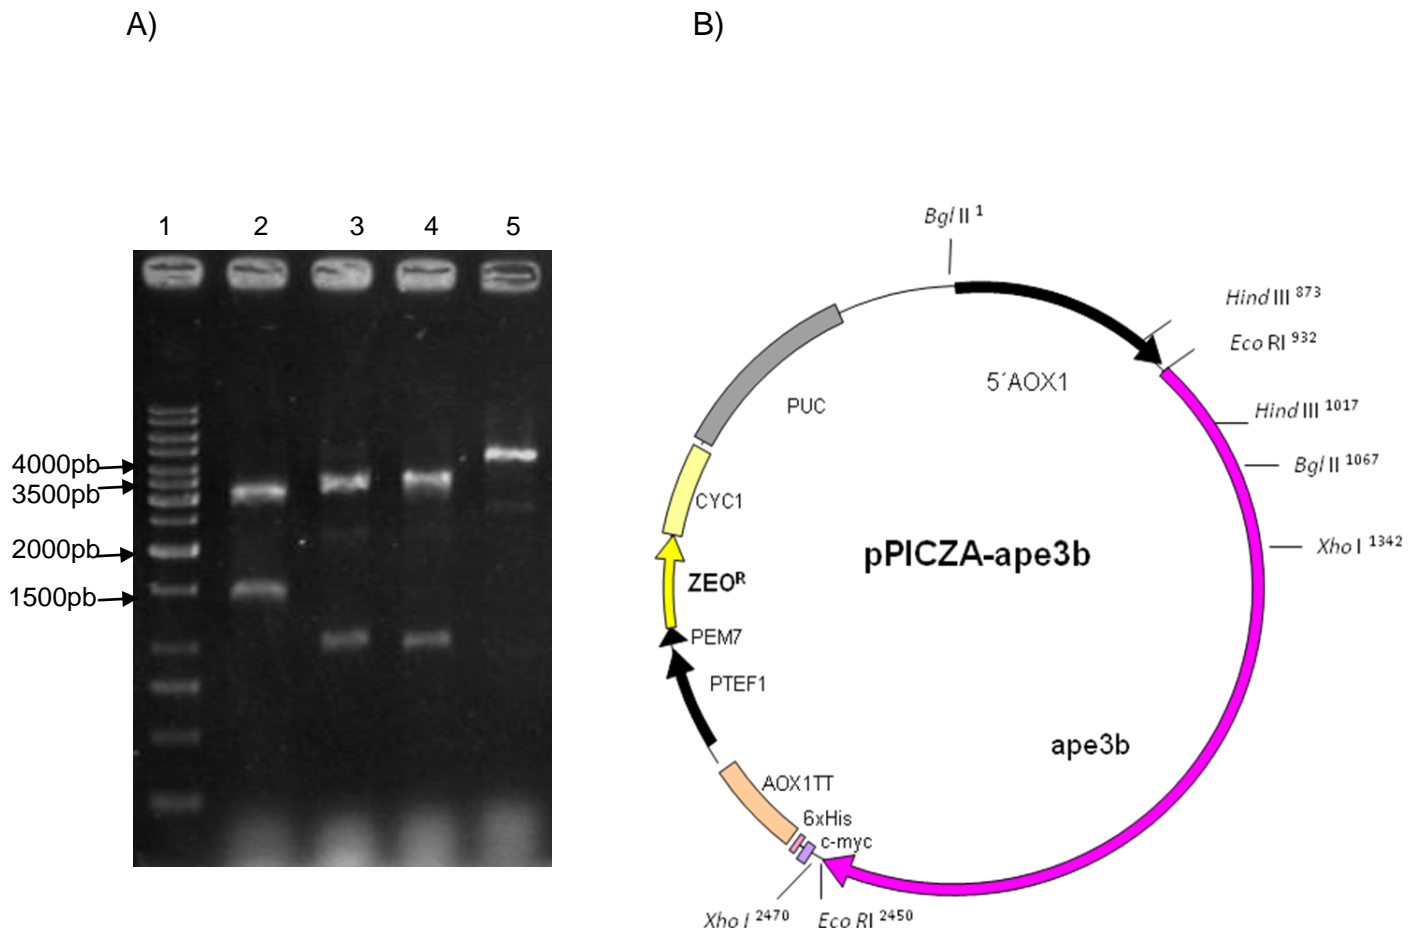 A)
B)
1 2 3 4 5
4000pb
3500pb
2000pb
1500pb
Bgl II 1
Hind III 873
Eco RI 932
5´AOX1
Hind III 1017
PUC
Bgl II 1067
CYC1
Xho I 1342
pPICZA-ape3b
ZEOR
PEM7
PTEF1
ape3b
AOX1TT
6xHis
c-myc
Xho I 2470
Eco RI 2450